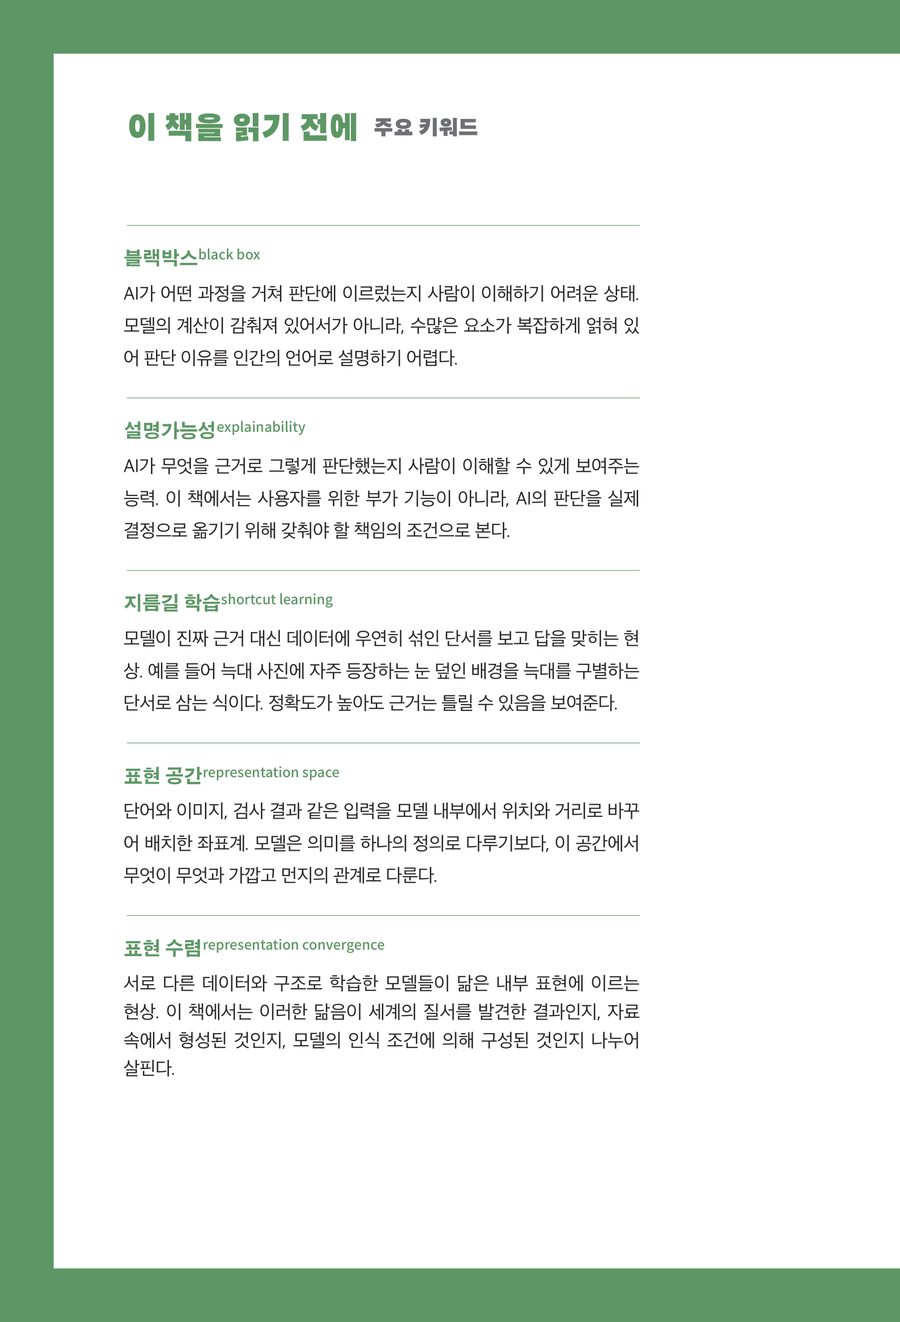 이 책을 읽기 전에 주요 키워드
블랙박스black box
AI가 어떤 과정을 거쳐 판단에 이르렀는지 사람이 이해하기 어려운 상태.
모델의 계산이 감춰져 있어서가 아니라, 수많은 요소가 복잡하게 얽혀 있
어 판단 이유를 인간의 언어로 설명하기 어렵다.
설명가능성explainability
AI가 무엇을 근거로 그렇게 판단했는지 사람이 이해할 수 있게 보여주는
능력. 이 책에서는 사용자를 위한 부가 기능이 아니라, AI의 판단을 실제
결정으로 옮기기 위해 갖춰야 할 책임의 조건으로 본다.
지름길 학습shortcut learning
모델이 진짜 근거 대신 데이터에 우연히 섞인 단서를 보고 답을 맞히는 현
상. 예를 들어 늑대 사진에 자주 등장하는 눈 덮인 배경을 늑대를 구별하는
단서로 삼는 식이다. 정확도가 높아도 근거는 틀릴 수 있음을 보여준다.
표현 공간representation space
단어와 이미지, 검사 결과 같은 입력을 모델 내부에서 위치와 거리로 바꾸
어 배치한 좌표계. 모델은 의미를 하나의 정의로 다루기보다, 이 공간에서
무엇이 무엇과 가깝고 먼지의 관계로 다룬다.
표현 수렴representation convergence
서로 다른 데이터와 구조로 학습한 모델들이 닮은 내부 표현에 이르는
현상. 이 책에서는 이러한 닮음이 세계의 질서를 발견한 결과인지, 자료
속에서 형성된 것인지, 모델의 인식 조건에 의해 구성된 것인지 나누어
살핀다.